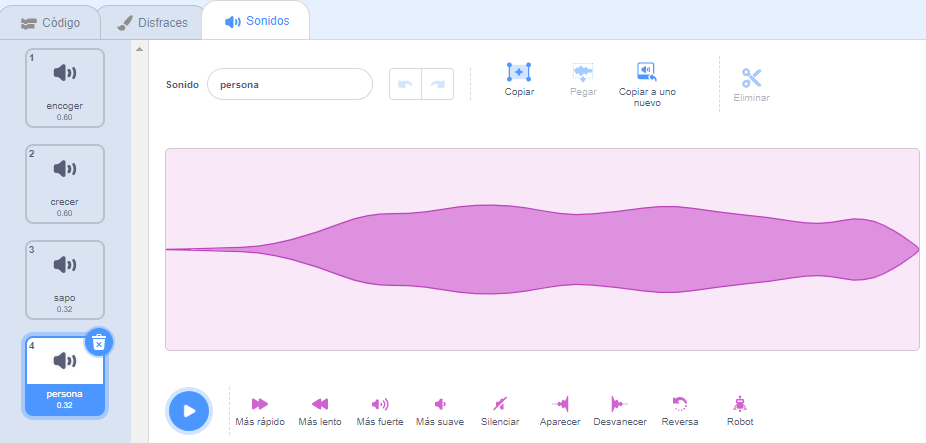 Código
Disfraces
Sonidos
1
encoger
0.60
2
crecer
0.60
3
sapo
0.32
4
persona
0.32
Sonido
persona
Copiar
Pegar
Copiar a uno
nuevo
Eliminar
Más rápido
Más lento
Más fuerte
Más suave
Silenciar
Aparecer
Desvanecer
Reversa
Robot